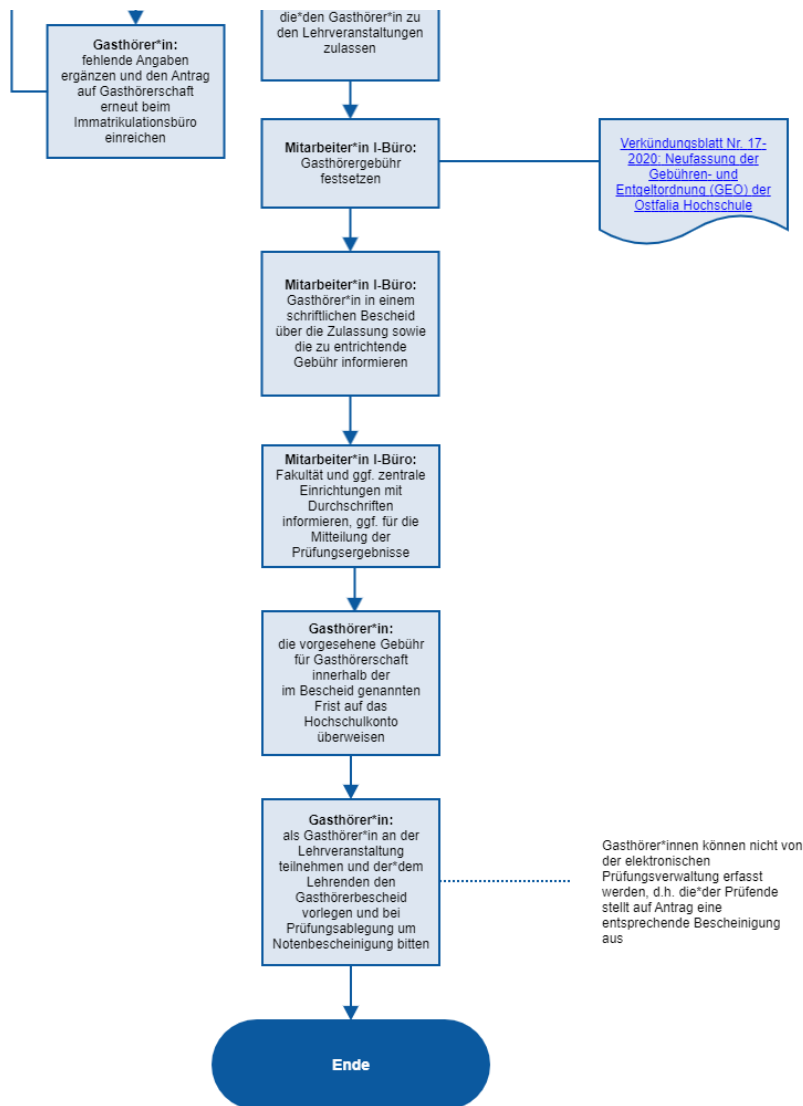 die*den Gasthörer*in zu
den Lehrveranstaltungen
zulassen
Gasthörer*in:
fehlende Angaben
ergänzen und den Antrag
auf Gasthörerschaft
erneut beim
Immatrikulationsbüro
einreichen
Mitarbeiter*in I-Büro:
Gasthörergebühr
festsetzen
Verkündungsblatt Nr. 17-
2020: Neufassung der
Gebühren- und
Entgeltordnung (GEO) der
Ostfalia Hochschule
Mitarbeiter*in I-Büro:
Gasthörer*in in einem
schriftlichen Bescheid
über die Zulassung sowie
die zu entrichtende
Gebühr informieren
Mitarbeiter*in I-Büro:
Fakultät und ggf. zentrale
Einrichtungen mit
Durchschriften
informieren, ggf. für die
Mitteilung der
Prüfungsergebnisse
Gasthörer*in:
die vorgesehene Gebühr
für Gasthörerschaft
innerhalb der
im Bescheid genannten
Frist auf das
Hochschulkonto
überweisen
Gasthörer*in:
als Gasthörer*in an der
Lehrveranstaltung
teilnehmen und der*dem
Lehrenden den
Gasthörerbescheid
vorlegen und bei
Prüfungsablegung um
Notenbescheinigung bitten
Gasthörer*innen können nicht von
der elektronischen
Prüfungsverwaltung erfasst
werden, d.h. die*der Prüfende
stellt auf Antrag eine
entsprechende Bescheinigung
aus
Ende